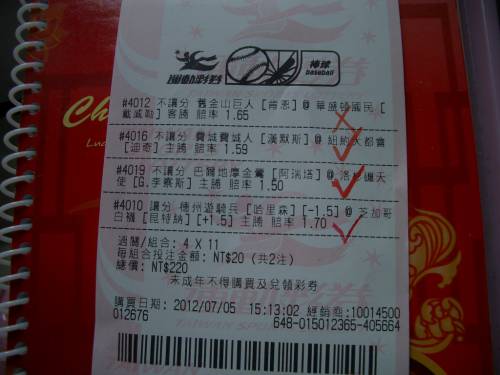 運動彩券
棒球
baseball
#4012 不讓分 舊金山巨人 [肯恩] @ 華盛頓國民 [
戴威勒] 客勝 賠率 1.65
#4016 不讓分 費城費城人 [漢默斯] @ 紐約大都會
[迪奇] 主勝 賠率 1.59
#4019 不讓分 巴爾地摩金鶯 [阿瑞塔] @ 洛杉磯天
使 [G.李察斯] 主勝 賠率 1.50
#4010 讓分 德州遊騎兵 [哈里森] [-1.5] @ 芝加哥
白襪 [昆特納] [+1.5] 主勝 賠率 1.70
過關/組合: 4 X 11
每組合投注金額: NT$20 (共2注)
總價: NT$220
未成年不得購買及兌領彩券
購買日期: 2012/07/05 15:13:02 經銷商:10014500
012676 648-015012365-405664
Ch
Lu